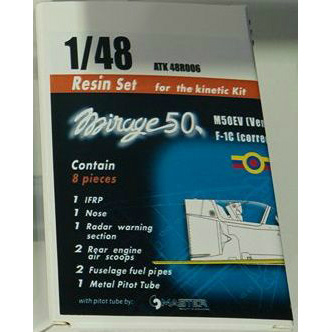 1/48
ATK 48R006
Resin Set for the kinetic Kit
Mirage 50
M50EV
F-1C
Contain
8 pieces
1 IFRP
1 Nose
1 Radar warning
section
2 Rear engine
air scoops
2 Fuselage fuel pipes
1 Metal Pitot Tube
with pitot tube by: MASTER